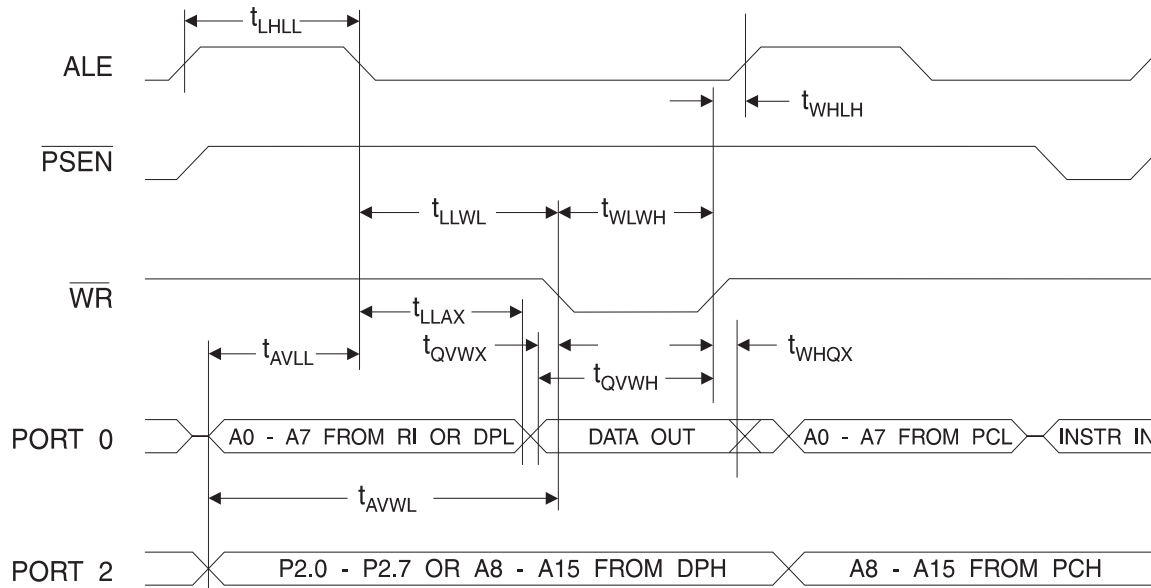 tLHLL
ALE
tWHLH
PSEN
tLLWL
tWLWH
WR
tLLAX
tAVLL
tQVWX
tWHQX
tQVWH
PORT 0
A0 - A7 FROM RI OR DPL
DATA OUT
A0 - A7 FROM PCL
INSTR IN
tAVWL
PORT 2
P2.0 - P2.7 OR A8 - A15 FROM DPH
A8 - A15 FROM PCH